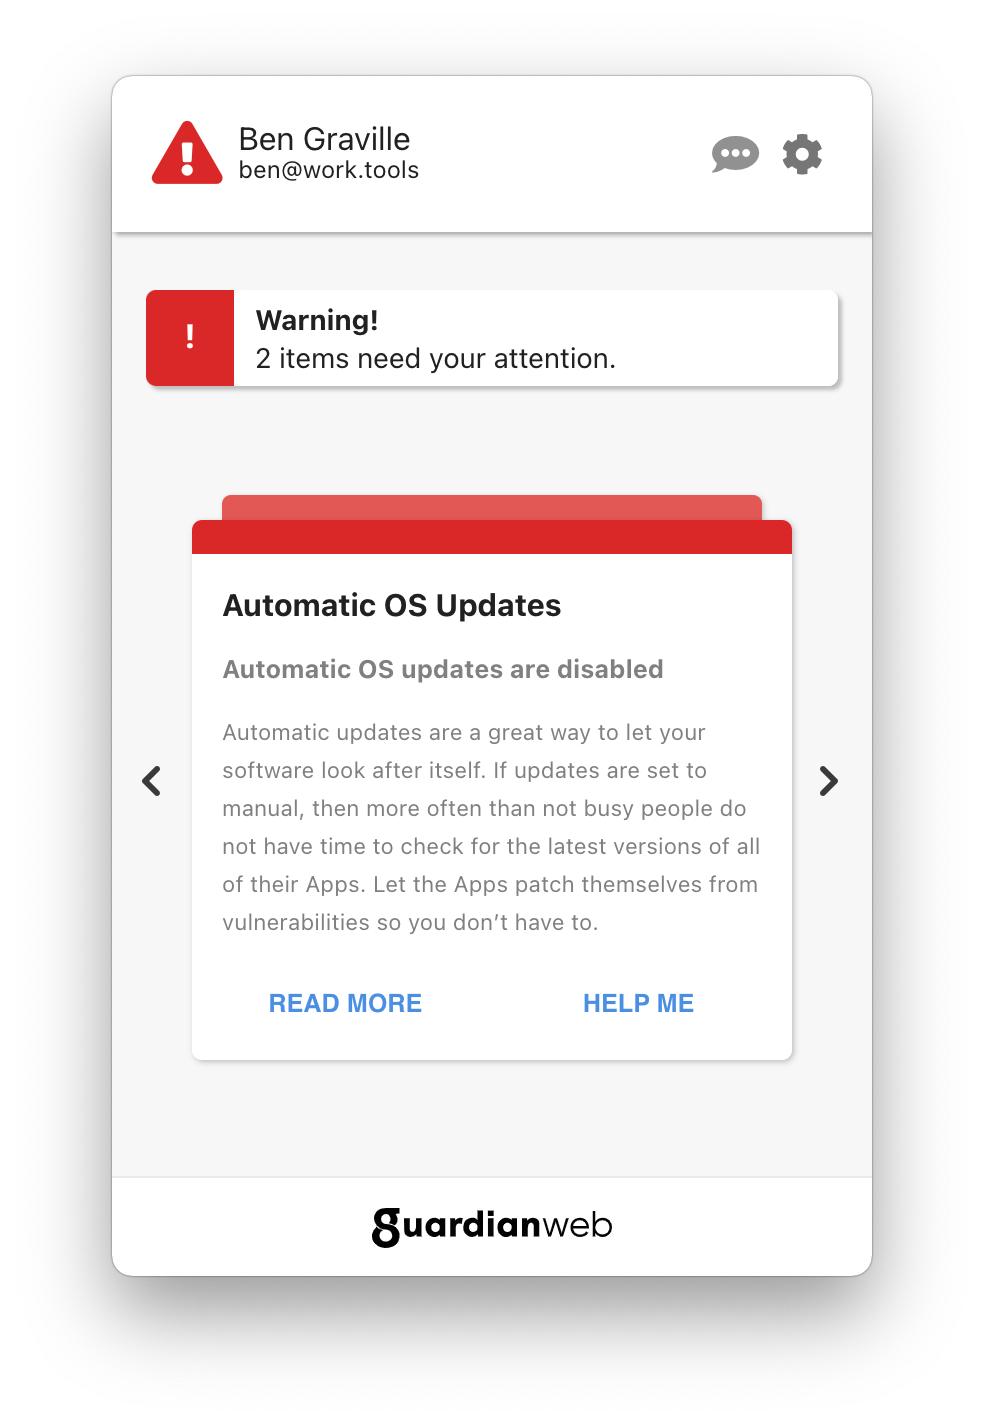 Ben Graville
ben@work.tools
!
Warning!
2 items need your attention.
Automatic OS Updates
Automatic OS updates are disabled
Automatic updates are a great way to let your
software look after itself. If updates are set to
manual, then more often than not busy people do
not have time to check for the latest versions of all
of their Apps. Let the Apps patch themselves from
vulnerabilities so you don’t have to.
READ MORE
HELP ME
guardianweb